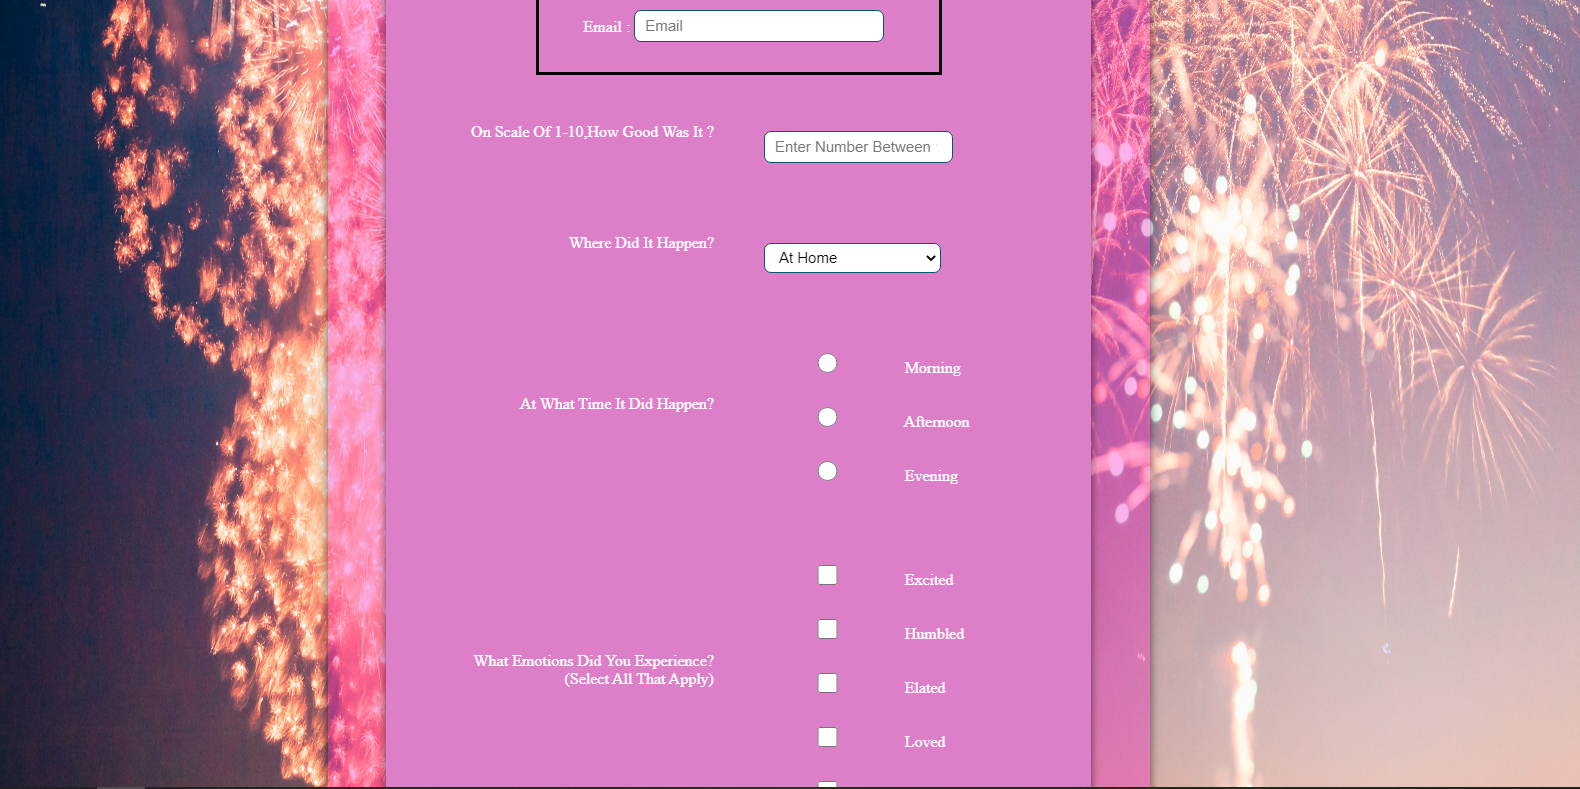 Email : Email
On Scale Of 1-10,How Good Was It ? Enter Number Between
Where Did It Happen? At Home
Morning
At What Time It Did Happen?
Afternoon
Evening
Excited
Humbled
What Emotions Did You Experience?
(Select All That Apply)
Elated
Loved